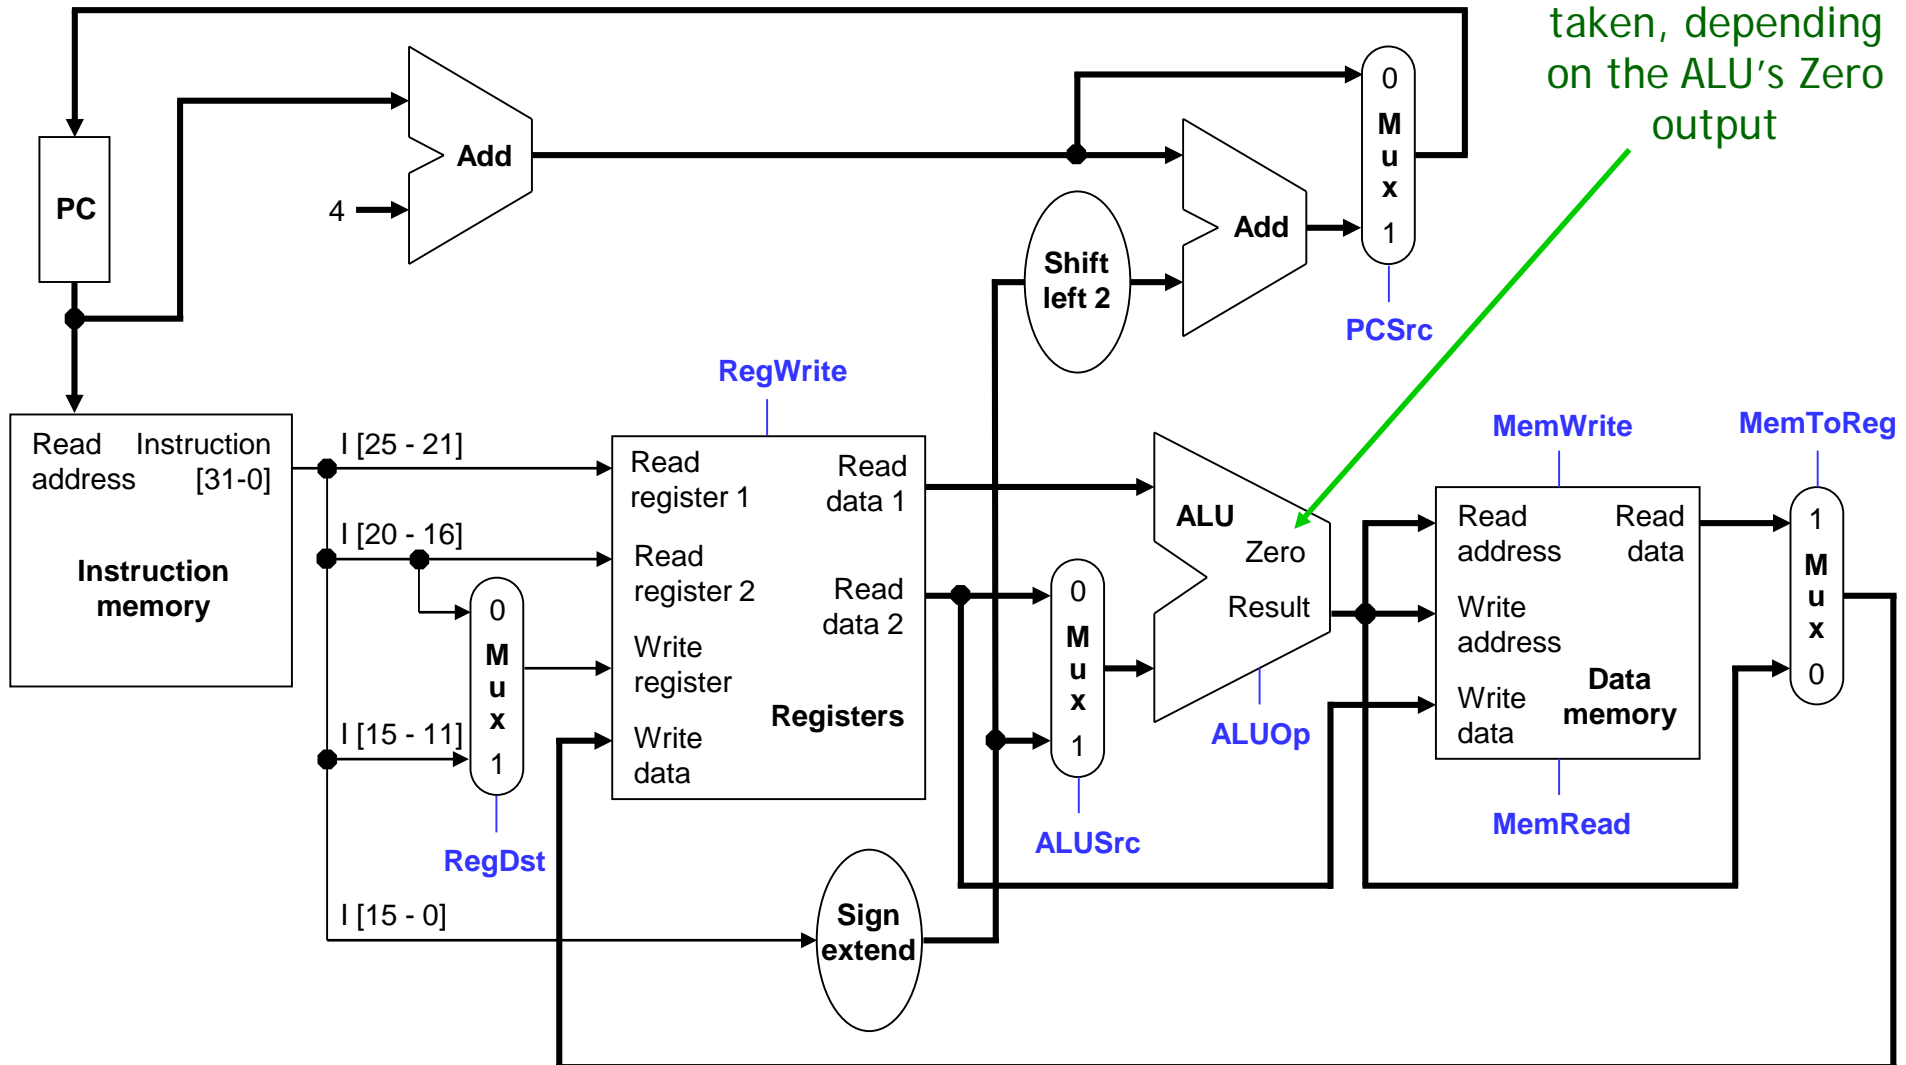 taken, depending
on the ALU's Zero
output
0
M
u
x
1
PCSrc
Add
4
PC
Add
Shift
left 2
RegWrite
MemWrite
MemToReg
Read Instruction
address [31-0]
Instruction
memory
I [25 - 21]
I [20 - 16]
I [15 - 11]
I [15 - 0]
0
M
u
x
1
RegDst
Read
register 1
Read
data 1
Read
register 2
Read
data 2
Write
register
Registers
Write
data
Sign
extend
0
M
u
x
1
ALUSrc
ALU
Zero
Result
ALUOp
Read
address
Read
data
Write
address
Write
data
Data
memory
MemRead
1
M
u
x
0